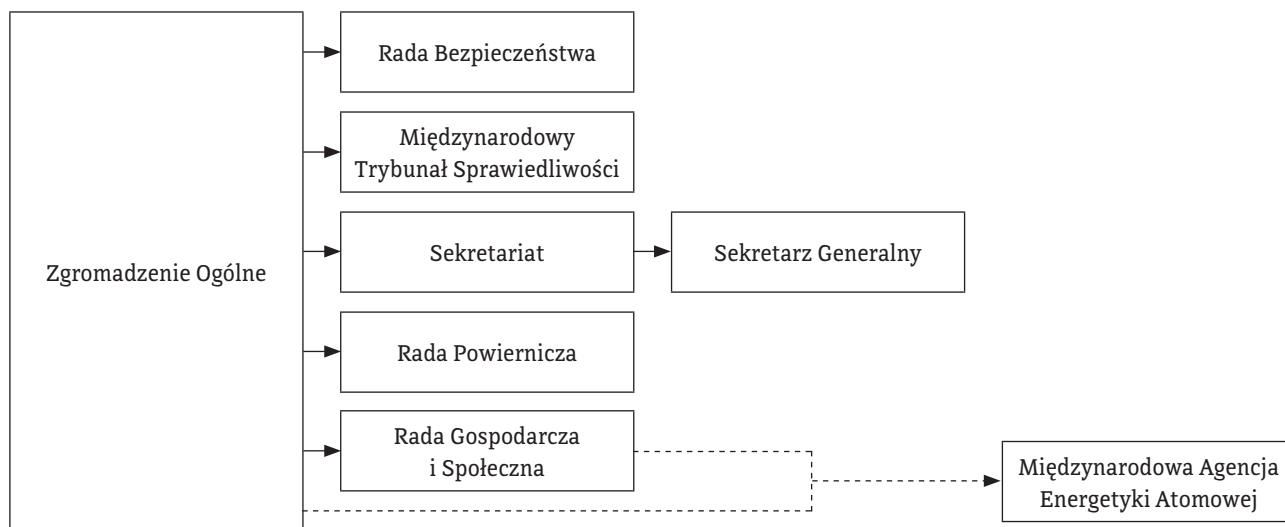 Zgromadzenie Ogólne
Rada Bezpieczeństwa
Międzynarodowy
Trybunał Sprawiedliwości
Sekretariat
Sekretarz Generalny
Rada Powiernicza
Rada Gospodarcza
i Społeczna
Międzynarodowa Agencja
Energetyki Atomowej